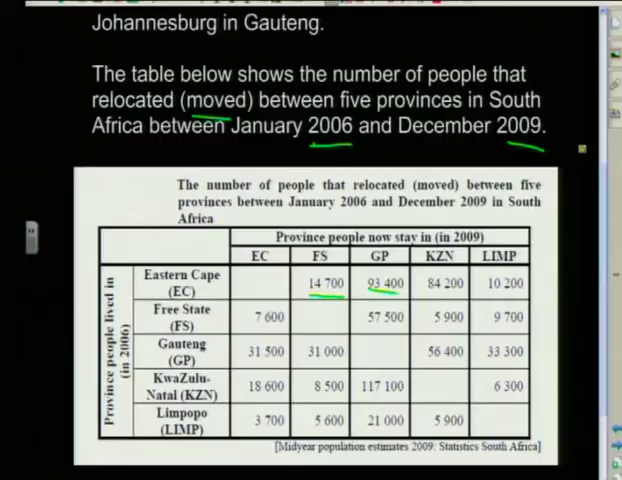 Johannesburg in Gauteng.
The table below shows the number of people that
relocated (moved) between five provinces in South
Africa between January 2006 and December 2009.
The number of people that relocated (moved) between five
provinces between January 2006 and December 2009 in South
Africa
Province people now stay in (in 2009)
EC FS GP KZN LIMP
Province people lived in
(in 2006)
Eastern Cape
(EC)
14 700 93 400 84 200 10 200
Free State
(FS)
7 600 57 500 5 900 9 700
Gauteng
(GP)
31 500 31 000 56 400 33 300
KwaZulu-
Natal (KZN)
18 600 8 500 117 100 6 300
Limpopo
(LIMP)
3 700 5 600 21 000 5 900
[Midyear population estimates 2009: Statistics South Africa]